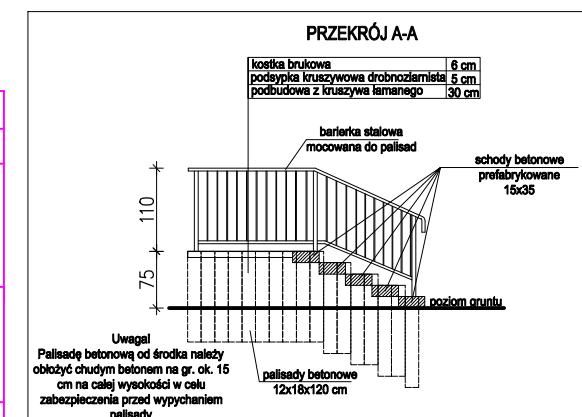 PRZEKRÓJ A-A
kostka brukowa 6 cm
podsypka kruszywowa drobnoziarnista 5 cm
podbudowa z kruszywa łamanego 30 cm
barierka stalowa
mocowana do palisad
schody betonowe
prefabrykowane
15x35
110
75
poziom gruntu
Uwaga!
Palisadę betonową od środka należy
obłożyć chudym betonem na gr. ok. 15
cm na całej wysokości w celu
zabezpieczenia przed wypychaniem
palisady
palisady betonowe
12x18x120 cm